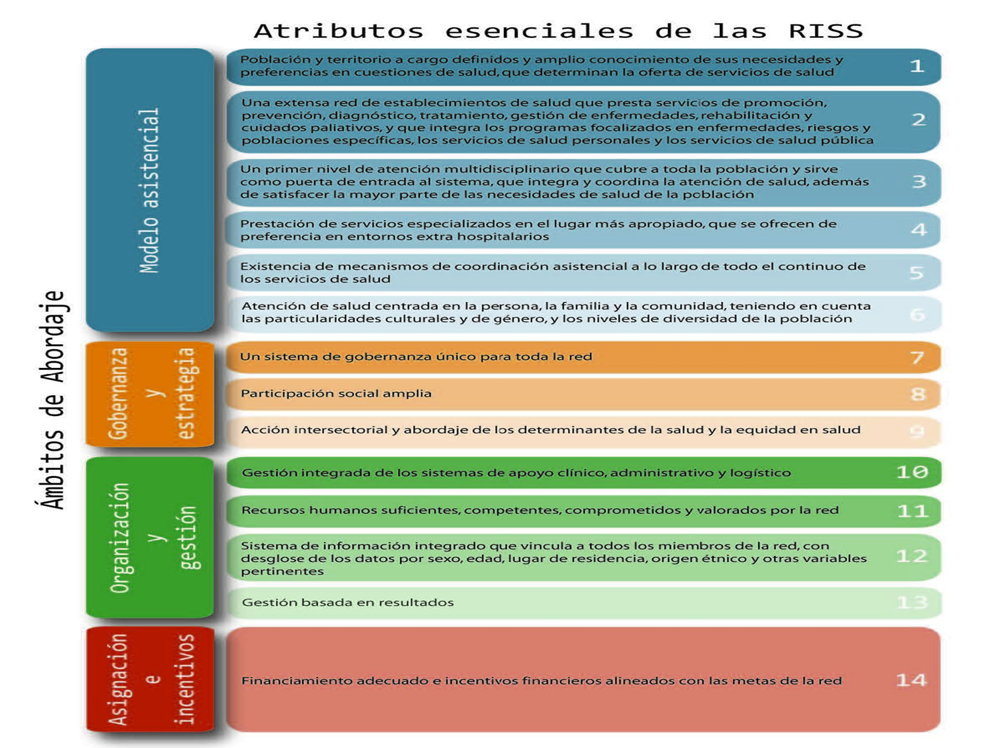 Atributos esenciales de las RISS
Ámbitos de Abordaje
Modelo asistencial
Población y territorio a cargo definidos y amplio conocimiento de sus necesidades y
preferencias en cuestiones de salud, que determinan la oferta de servicios de salud
1
Una extensa red de establecimientos de salud que presta servicios de promoción,
prevención, diagnóstico, tratamiento, gestión de enfermedades, rehabilitación y
cuidados paliativos, y que integra los programas focalizados en enfermedades, riesgos y
poblaciones específicas, los servicios de salud personales y los servicios de salud pública
2
Un primer nivel de atención multidisciplinario que cubre a toda la población y sirve
como puerta de entrada al sistema, que integra y coordina la atención de salud, además
de satisfacer la mayor parte de las necesidades de salud de la población
3
Prestación de servicios especializados en el lugar más apropiado, que se ofrecen de
preferencia en entornos extra hospitalarios
4
Existencia de mecanismos de coordinación asistencial a lo largo de todo el continuo de
los servicios de salud
5
Atención de salud centrada en la persona, la familia y la comunidad, teniendo en cuenta
las particularidades culturales y de género, y los niveles de diversidad de la población
6
Gobernanza
y
estrategia
Un sistema de gobernanza único para toda la red
7
Participación social amplia
8
Acción intersectorial y abordaje de los determinantes de la salud y la equidad en salud
9
Organización
y
gestión
Gestión integrada de los sistemas de apoyo clínico, administrativo y logístico
10
Recursos humanos suficientes, competentes, comprometidos y valorados por la red
11
Sistema de información integrado que vincula a todos los miembros de la red, con
desglose de los datos por sexo, edad, lugar de residencia, origen étnico y otras variables
pertinentes
12
Gestión basada en resultados
13
Asignación
e
incentivos
Financiamiento adecuado e incentivos financieros alineados con las metas de la red
14